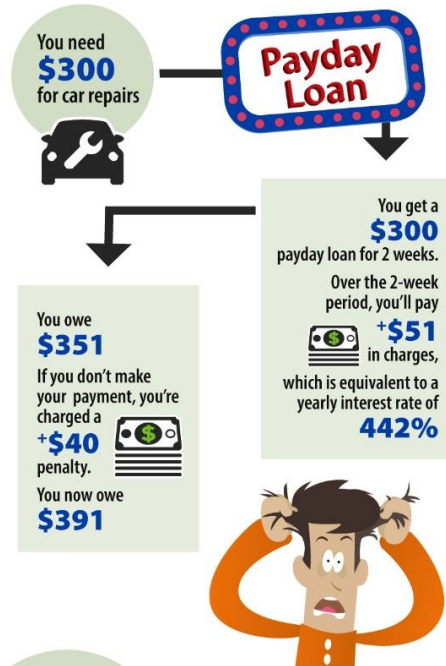 You need
$300
for car repairs
Payday
Loan
You get a
$300
payday loan for 2 weeks.
Over the 2-week
period, you'll pay
+$51
in charges,
which is equivalent to a
yearly interest rate of
442%
You owe
$351
If you don't make
your payment, you're
charged a
+$40
penalty.
You now owe
$391